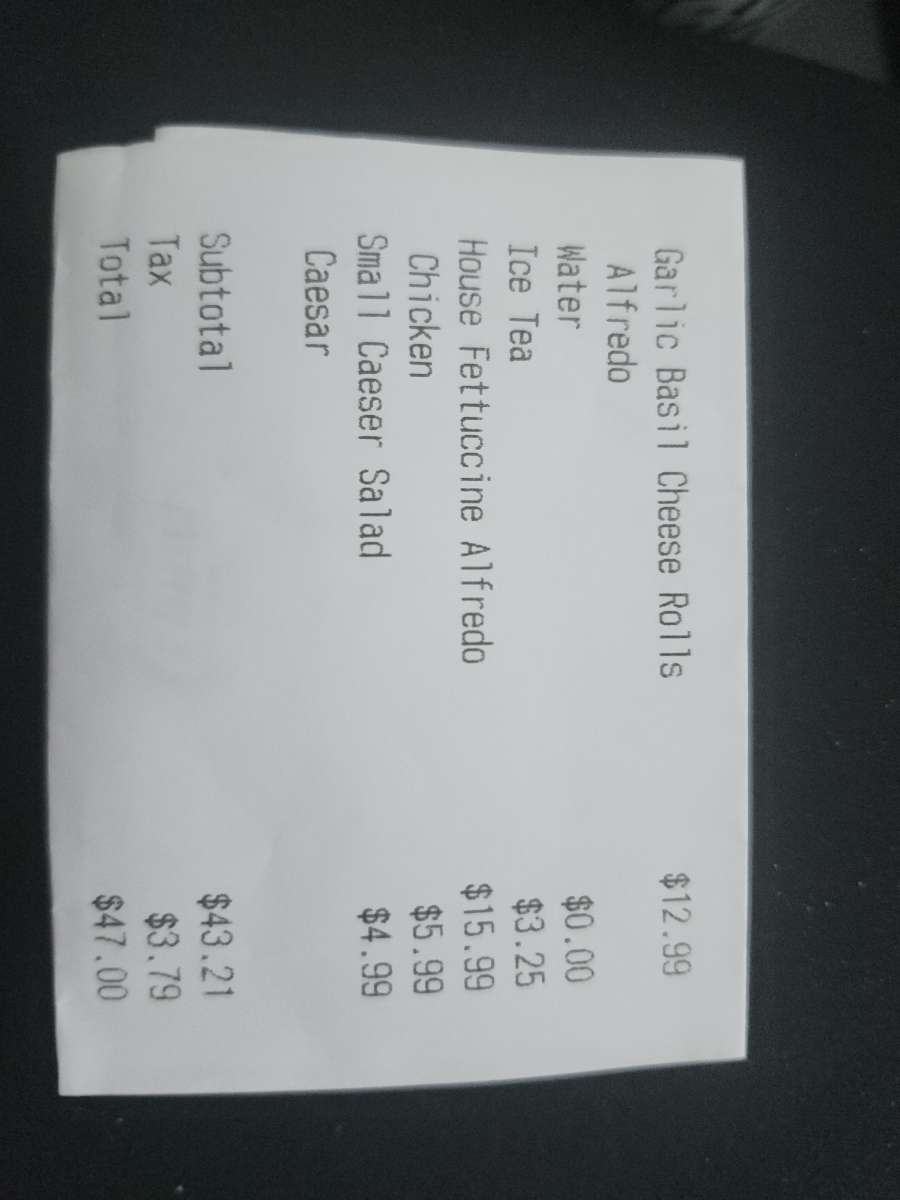 Garlic Basil Cheese Rolls $12.99
Alfredo
Water $0.00
Ice Tea $3.25
House Fettuccine Alfredo $15.99
Chicken $5.99
Small Caeser Salad $4.99
Caesar
Subtotal $43.21
Tax $3.79
Total $47.00